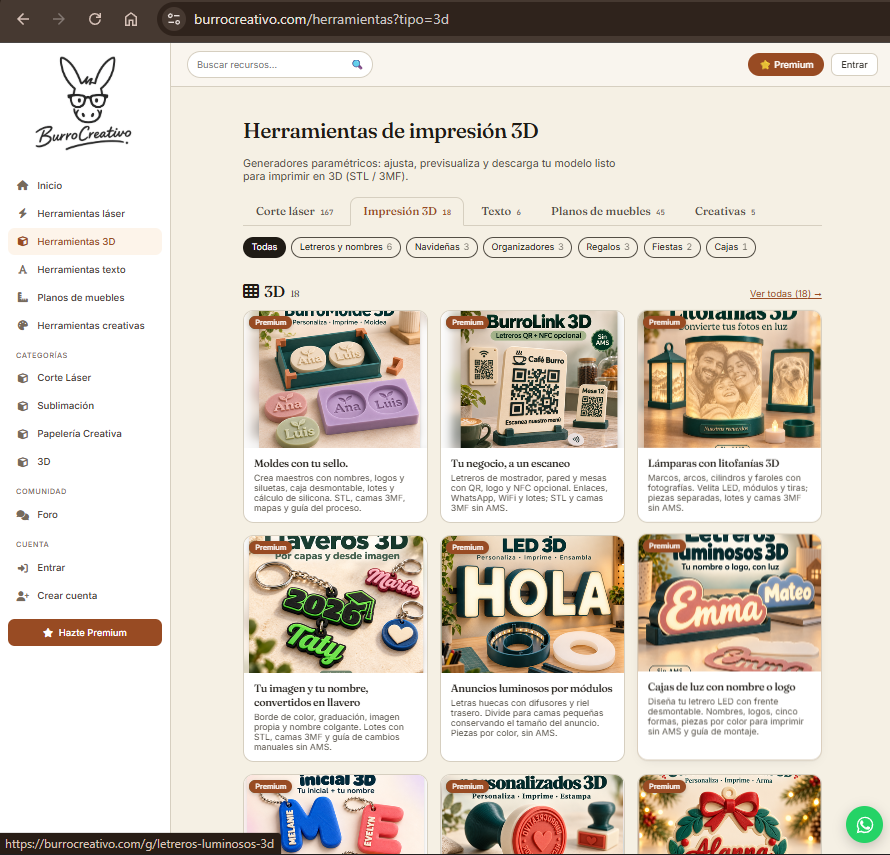 burrocreativo.com/herramientas?tipo=3d
BurroCreativo
Buscar recursos...
Premium
Entrar
Inicio
Herramientas láser
Herramientas 3D
Herramientas texto
Planos de muebles
Herramientas creativas
CATEGORÍAS
Corte Láser
Sublimación
Papelería Creativa
3D
COMUNIDAD
Foro
CUENTA
Entrar
Crear cuenta
Hazte Premium
Herramientas de impresión 3D
Generadores paramétricos: ajusta, previsualiza y descarga tu modelo listo
para imprimir en 3D (STL / 3MF).
Corte láser 167
Impresión 3D 18
Texto 6
Planos de muebles 45
Creativas 5
Todas
Letreros y nombres 6
Navideñas 3
Organizadores 3
Regalos 3
Fiestas 2
Cajas 1
3D 18
Ver todas (18) →
BurroMolde 3D
Premium
Personaliza · Imprime · Moldea
Ana
Luis
Ana
Luis
Ana
Luis
Moldes con tu sello.
Crea maestros con nombres, logos y
siluetas, caja desmontable, lotes y
cálculo de silicona. STL, camas 3MF,
mapas y guía del proceso.
BurroLink 3D
Premium
Letreros QR + NFC opcional
Sin
AMS
Café Burro
Mesa 12
Escanea nuestro menú
Tu negocio, a un escaneo
Letreros de mostrador, pared y mesas
con QR, logo y NFC opcional. Enlaces,
WhatsApp, WiFi y lotes; STL y camas
3MF sin AMS.
Litofanías 3D
Premium
Convierte tus fotos en luz
Nuestros recuerdos
Lámparas con litofanías 3D
Marcos, arcos, cilindros y faroles con
fotografías. Velita LED, módulos y tiras;
piezas separadas, lotes y camas 3MF
sin AMS.
Llaveros 3D
Premium
Por capas y desde imagen
María
2026
Taty
Tu imagen y tu nombre,
convertidos en llavero
Borde de color, graduación, imagen
propia y nombre colgante. Lotes con
STL, camas 3MF y guía de cambios
manuales sin AMS.
LED 3D
Premium
Personaliza · Imprime · Ensambla
HOLA
Anuncios luminosos por módulos
Letras huecas con difusores y riel
trasero. Divide para camas pequeñas
conservando el tamaño del anuncio.
Piezas por color, sin AMS.
Letreros
Premium
luminosos 3D
Tu nombre o logo, con luz
Emma
Mateo
Emma
Sin AMS
Cajas de luz con nombre o logo
Diseña tu letrero LED con frente
desmontable. Nombres, logos, cinco
formas, piezas por color para imprimir
sin AMS y guía de montaje.
inicial 3D
Premium
Tu inicial + tu nombre
MELANIE
EVELYN
Personalizados 3D
Premium
Personaliza · Imprime · Estampa
Premium
Personaliza · Imprime · Arma
Alanna
https://burrocreativo.com/g/letreros-luminosos-3d